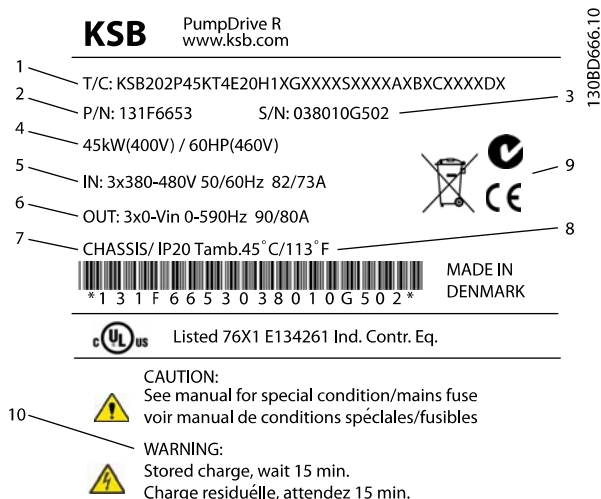 KSB PumpDrive R
www.ksb.com
130BD666.10
1 T/C: KSB202P45KT4E20H1XGXXXXSXXXXAXBXCXXXXDX
2 P/N: 131F6653 S/N: 038010G502 3
4 45kW(400V) / 60HP(460V)
5 IN: 3x380-480V 50/60Hz 82/73A
9
6 OUT: 3x0-Vin 0-590Hz 90/80A
7 CHASSIS/ IP20 Tamb.45˚C/113˚F 8
CE
*131F6653038010G502*
MADE IN
DENMARK
c UL us Listed 76X1 E134261 Ind. Contr. Eq.
CAUTION:
See manual for special condition/mains fuse
voir manual de conditions spéclales/fusibles
10 WARNING:
Stored charge, wait 15 min.
Charge residuélle, attendez 15 min.